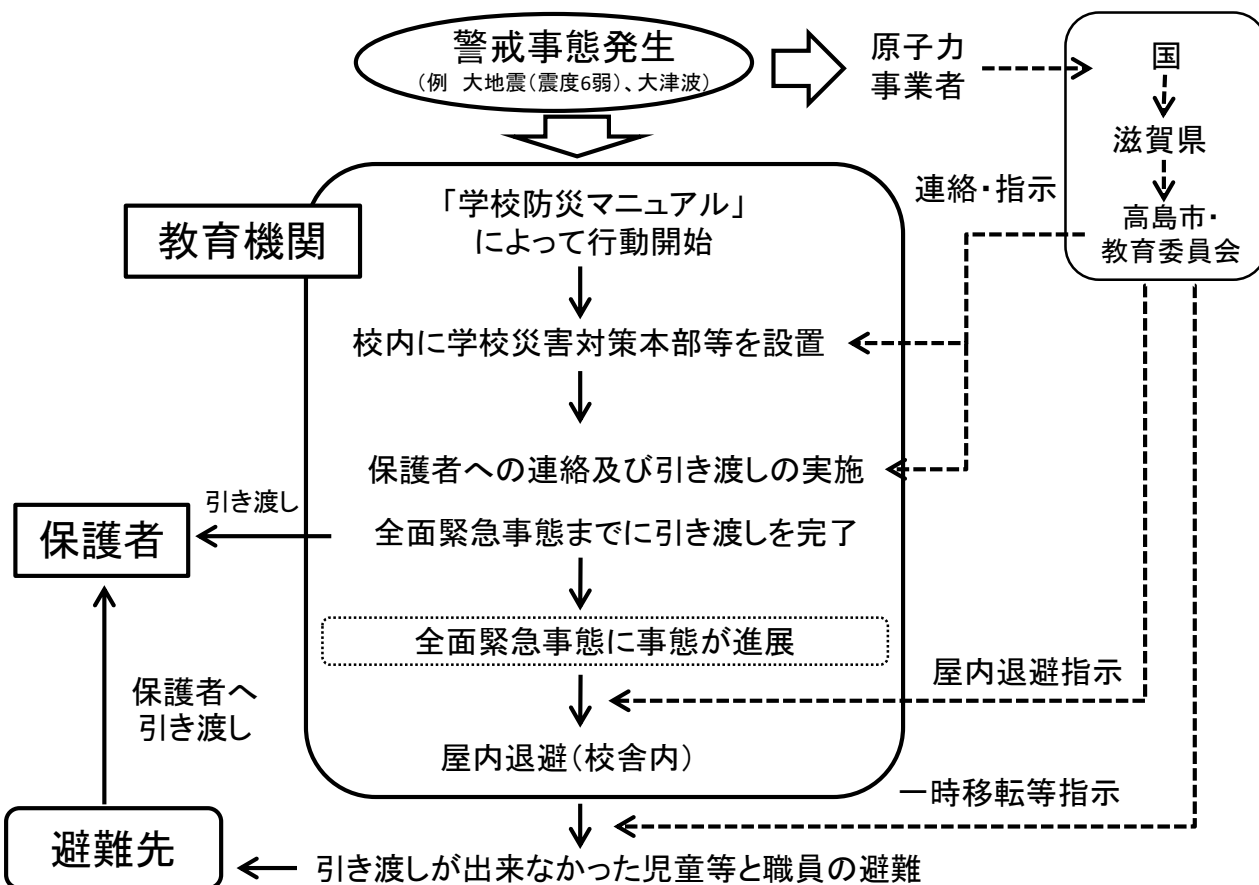 警戒事態発生
（例　大地震（震度6弱）、大津波）
原子力
事業者
国
滋賀県
高島市・
教育委員会
連絡・指示
教育機関
「学校防災マニュアル」
によって行動開始
校内に学校災害対策本部等を設置
保護者への連絡及び引き渡しの実施
引き渡し
保護者
全面緊急事態までに引き渡しを完了
全面緊急事態に事態が進展
屋内退避指示
保護者へ
引き渡し
屋内退避（校舎内）
一時移転等指示
避難先
引き渡しが出来なかった児童等と職員の避難